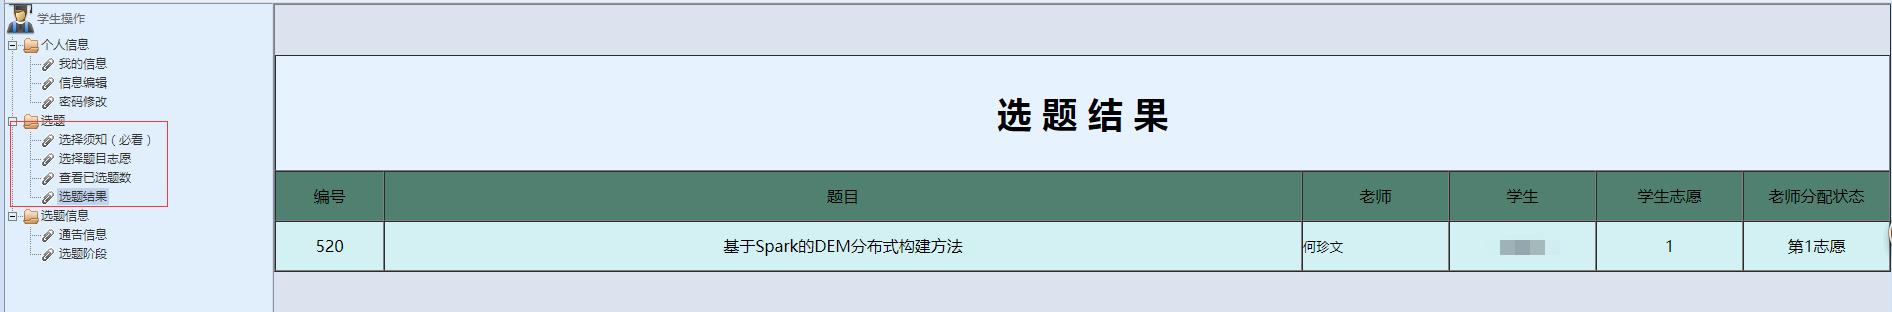 学生操作
个人信息
我的信息
信息编辑
密码修改
选题
选择须知（必看）
选择题目志愿
查看已选题数
选题结果
选题信息
通告信息
选题阶段
选 题 结 果
编号 题目 老师 学生 学生志愿 老师分配状态
520 基于Spark的DEM分布式构建方法 何珍文 1 第1志愿